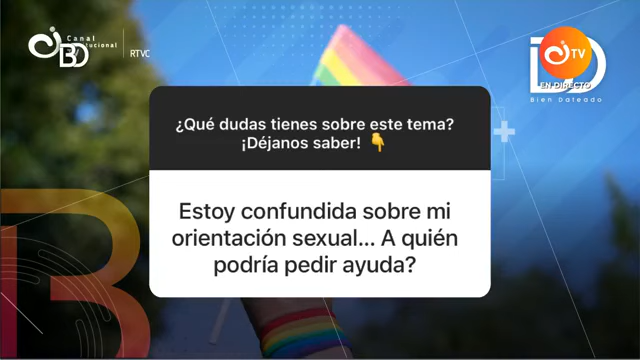 Canal
Institucional
BD
RTVC
TV
EN DIRECTO
Bien Dateado
¿Qué dudas tienes sobre este tema?
¡Déjanos saber! 👇
Estoy confundida sobre mi
orientación sexual... A quién
podría pedir ayuda?